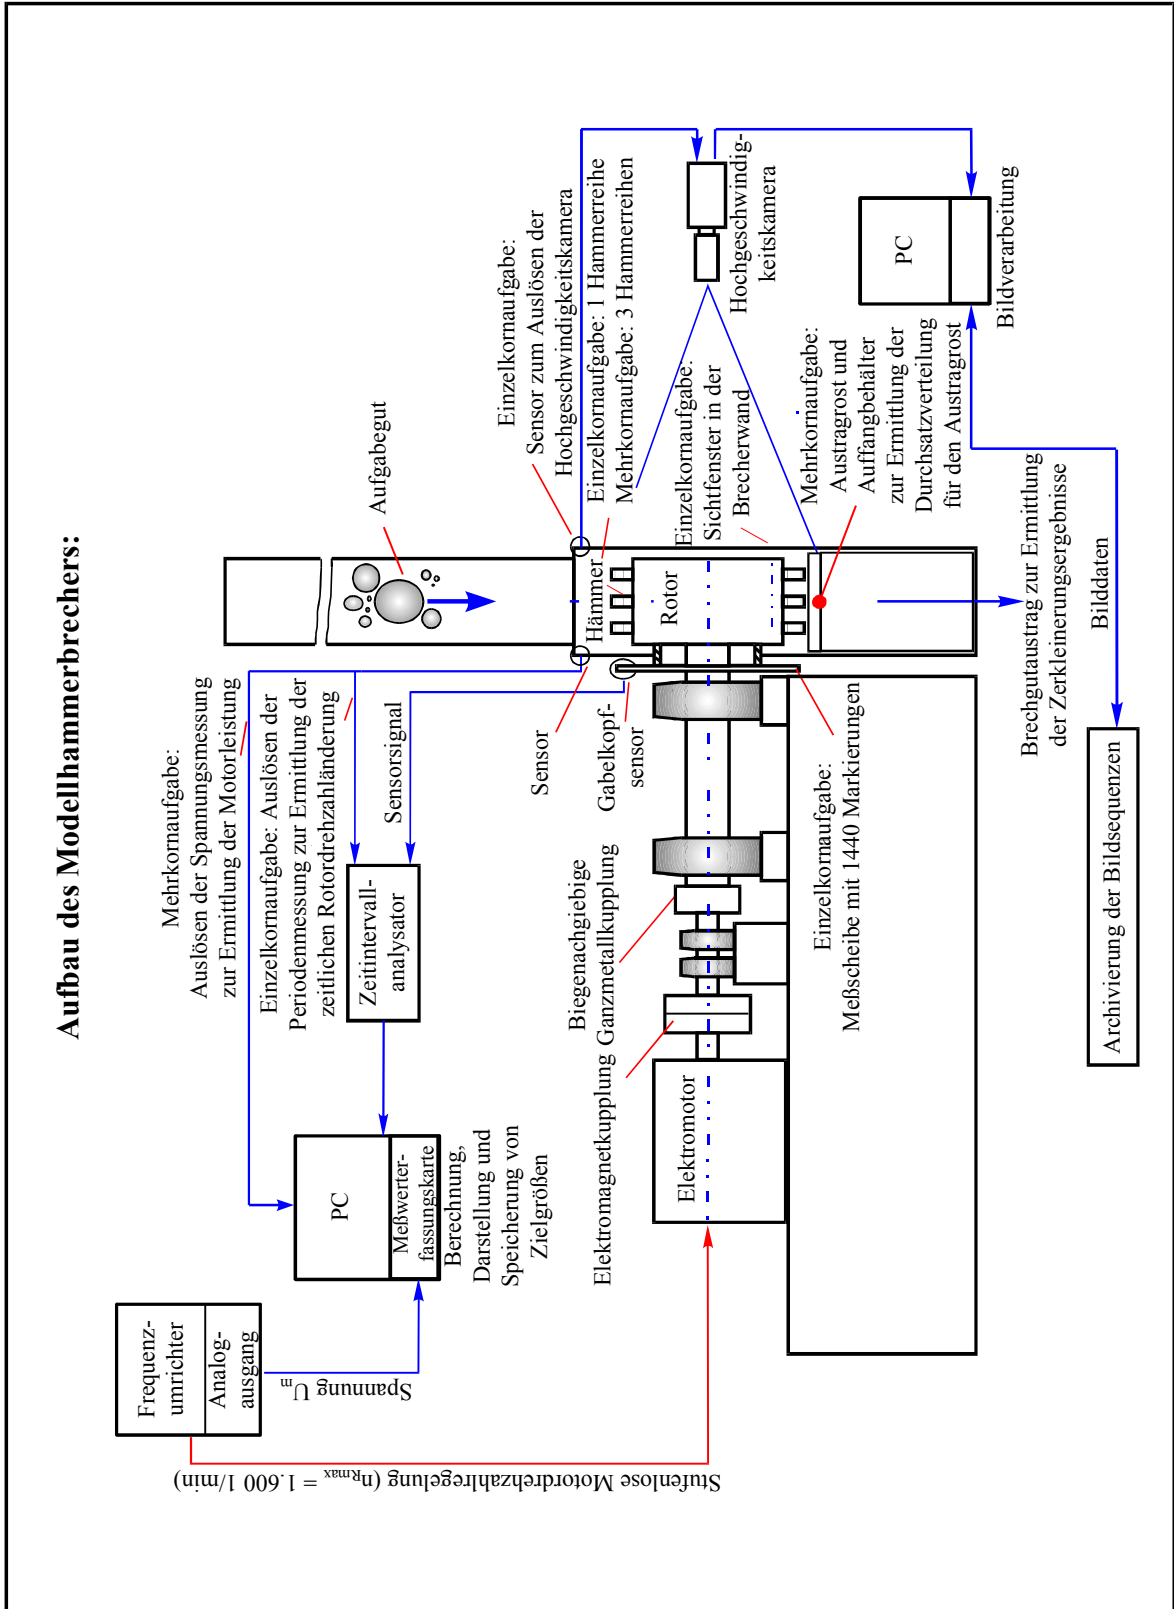 Aufbau des Modellhammerbrechers:
Frequenz-
umrichter
Analog-
ausgang
Spannung Um
Stufenlose Motordrehzahlregelung (nRmax = 1.600 1/min)
PC
Meßwerter-
fassungskarte
Berechnung,
Darstellung und
Speicherung von
Zielgrößen
Mehrkornaufgabe:
Auslösen der Spannungsmessung
zur Ermittlung der Motorleistung
Einzelkornaufgabe: Auslösen der
Periodenmessung zur Ermittlung der
zeitlichen Rotordrehzahländerung
Zeitintervall-
analysator
Sensorsignal
Sensor
Gabelkopf-
sensor
Biegenachgiebige
Ganzmetallkupplung
Elektromagnetkupplung
Elektromotor
Aufgabegut
Hämmer
Rotor
Einzelkornaufgabe:
Sensor zum Auslösen der
Hochgeschwindigkeitskamera
Einzelkornaufgabe: 1 Hammerreihe
Mehrkornaufgabe: 3 Hammerreihen
Einzelkornaufgabe:
Sichtfenster in der
Brecherwand
Hochgeschwindig-
keitskamera
Mehrkornaufgabe:
Austragrost und
Auffangbehälter
zur Ermittlung der
Durchsatzverteilung
für den Austragrost
PC
Bildverarbeitung
Einzelkornaufgabe:
Meßscheibe mit 1440 Markierungen
Brechgutaustrag zur Ermittlung
der Zerkleinerungsergebnisse
Bilddaten
Archivierung der Bildsequenzen